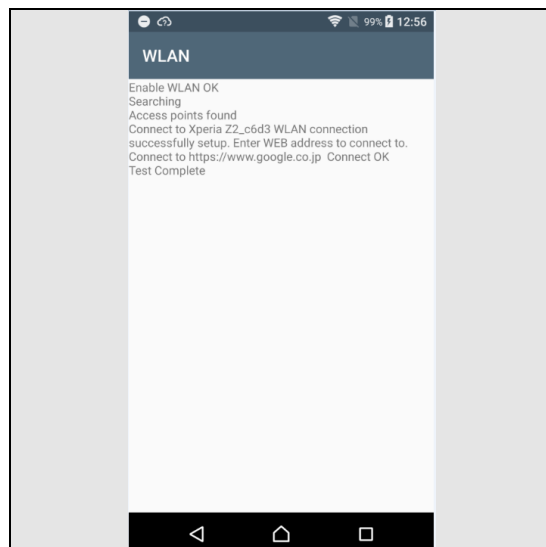 99% 12:56
WLAN
Enable WLAN OK
Searching
Access points found
Connect to Xperia Z2_c6d3 WLAN connection
successfully setup. Enter WEB address to connect to.
Connect to https://www.google.co.jp  Connect OK
Test Complete